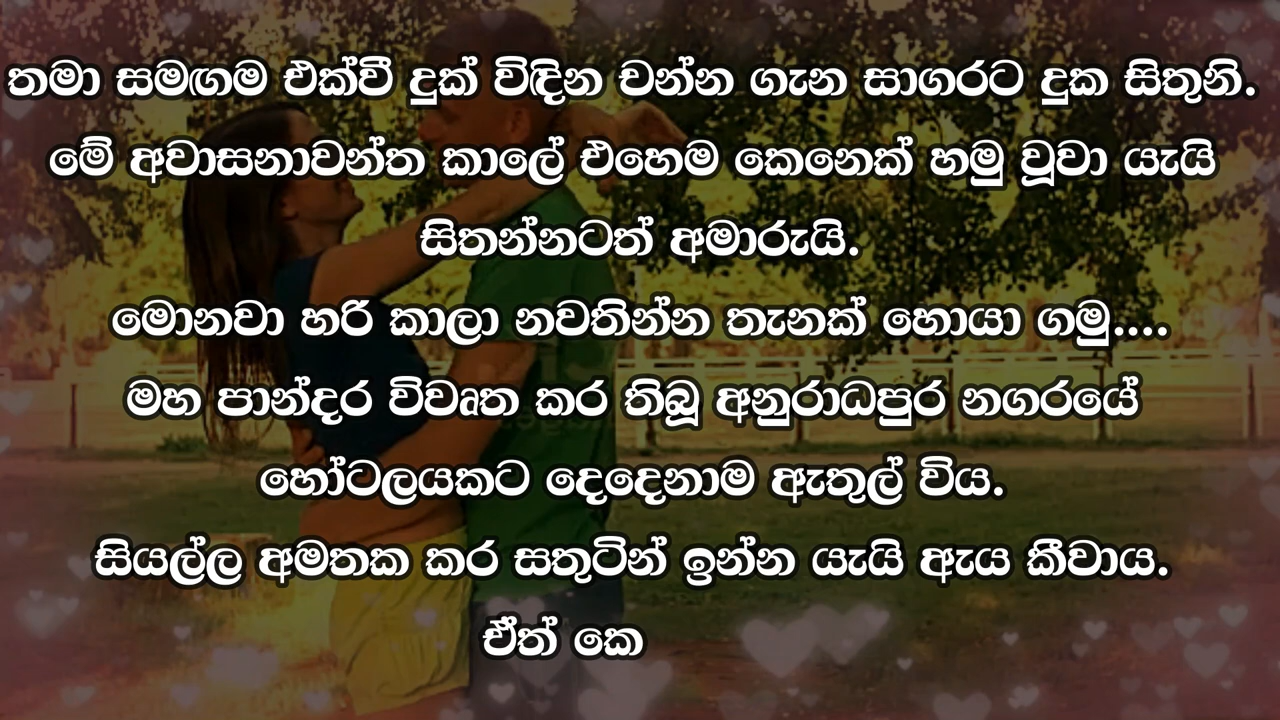 තමා සමඟම එක්වී දුක් විඳින චන්න ගැන සාගරට දුක සිතුනි.
මේ අවාසනාවන්ත කාලේ එහෙම කෙනෙක් හමු වූවා යැයි
සිතන්නටත් අමාරුයි.
මොනවා හරි කාලා නවතින්න තැනක් හොයා ගමු....
මහ පාන්දර විවෘත කර තිබූ අනුරාධපුර නගරයේ
හෝටලයකට දෙදෙනාම ඇතුල් විය.
සියල්ල අමතක කර සතුටින් ඉන්න යැයි ඇය කීවාය.
ඒත් කෙ